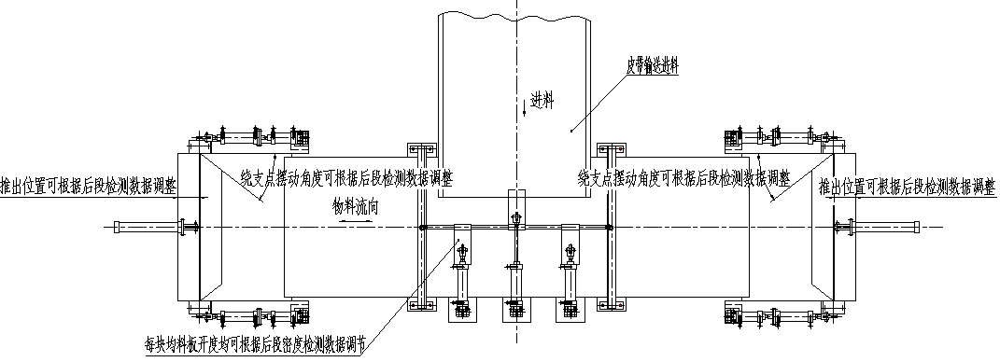 皮带输送进料
进料
绕支点摆动角度可根据后段检测数据调整
绕支点摆动角度可根据后段检测数据调整
推出位置可根据后段检测数据调整
推出位置可根据后段检测数据调整
物料流向
每块均料板开度均可根据后段密度检测数据调节